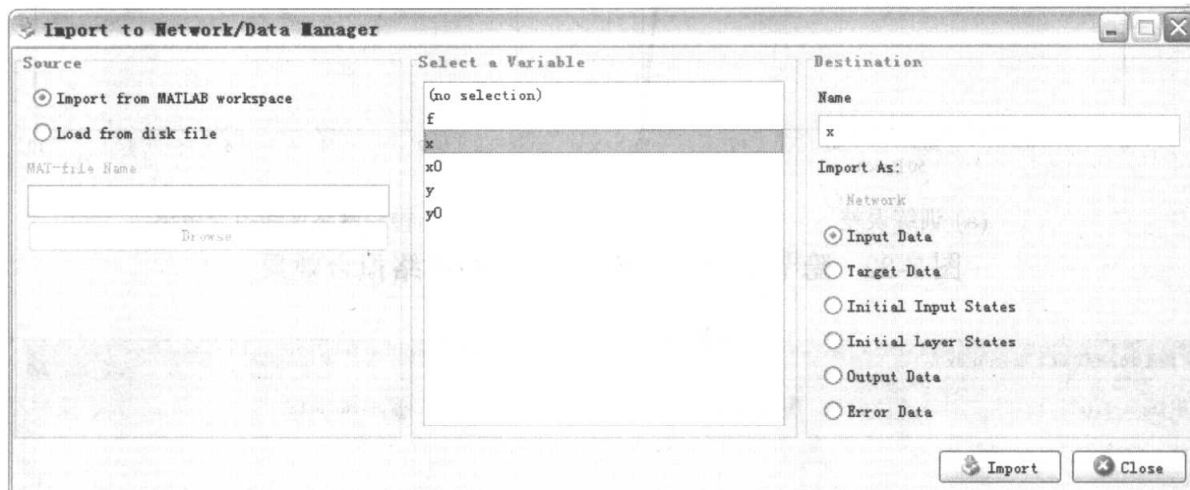 Import to Network/Data Manager
Source
Import from MATLAB workspace
Load from disk file
MAT-file Name
Browse
Select a Variable
(no selection)
f
x
x0
y
y0
Destination
Name
x
Import As:
Network
Input Data
Target Data
Initial Input States
Initial Layer States
Output Data
Error Data
Import
Close